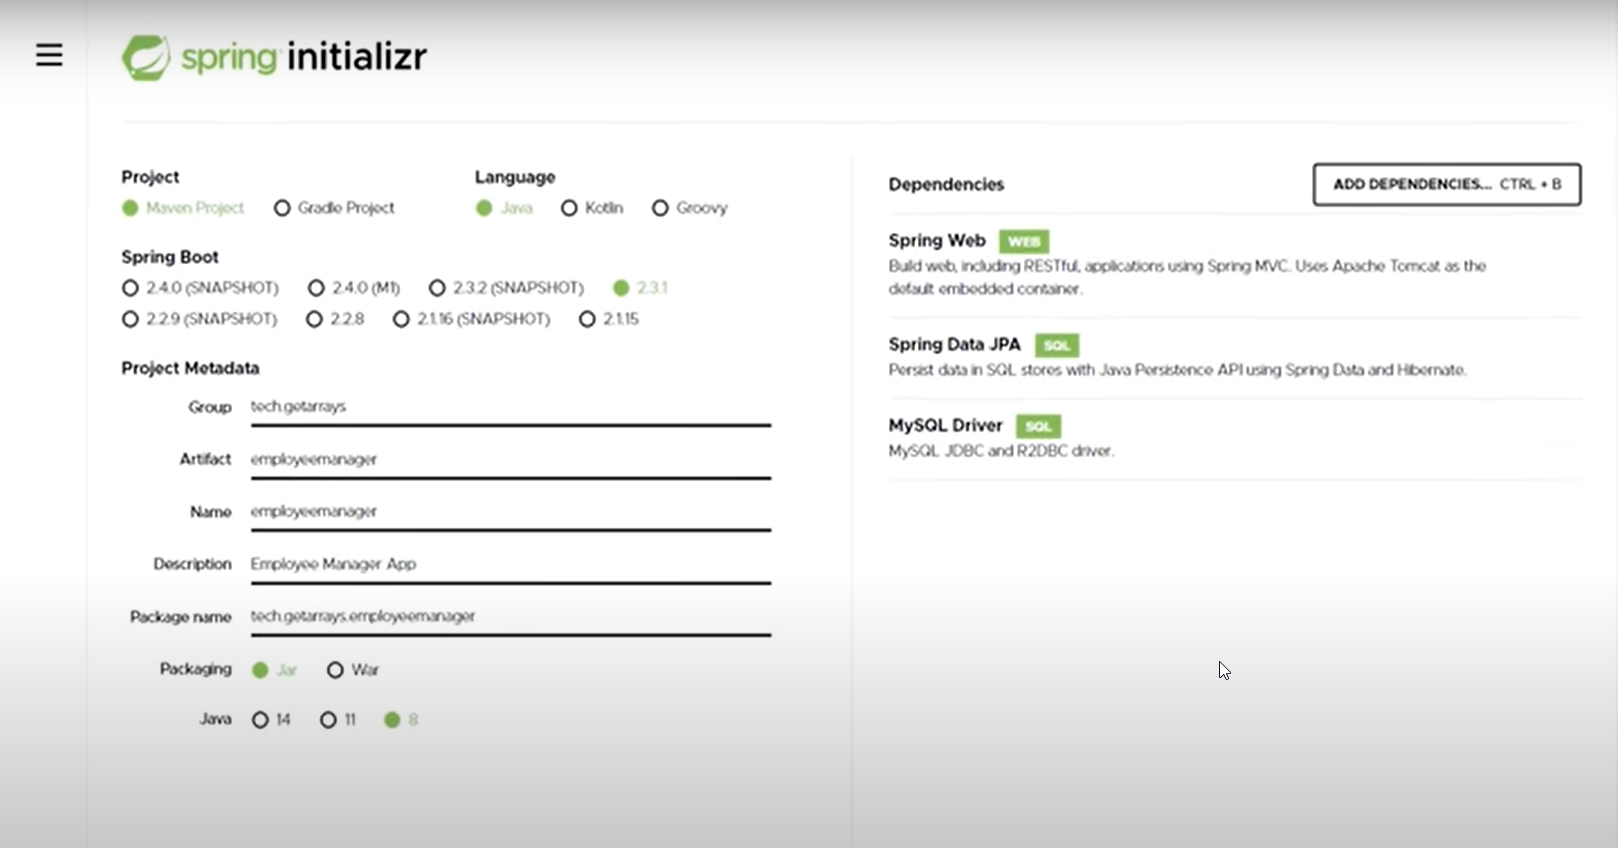 spring initializr
Project
Maven Project Gradle Project
Language
Java Kotlin Groovy
Spring Boot
2.4.0 (SNAPSHOT) 2.4.0 (M1) 2.3.2 (SNAPSHOT) 2.3.1
2.2.9 (SNAPSHOT) 2.2.8 2.1.16 (SNAPSHOT) 2.1.15
Project Metadata
Group tech.getarrays
Artifact employeemanager
Name employeemanager
Description Employee Manager App
Package name tech.getarrays.employeemanager
Packaging Jar War
Java 14 11 8
Dependencies ADD DEPENDENCIES... CTRL + B
Spring Web WEB
Build web, including RESTful, applications using Spring MVC. Uses Apache Tomcat as the
default embedded container.
Spring Data JPA SQL
Persist data in SQL stores with Java Persistence API using Spring Data and Hibernate.
MySQL Driver SQL
MySQL JDBC and R2DBC driver.